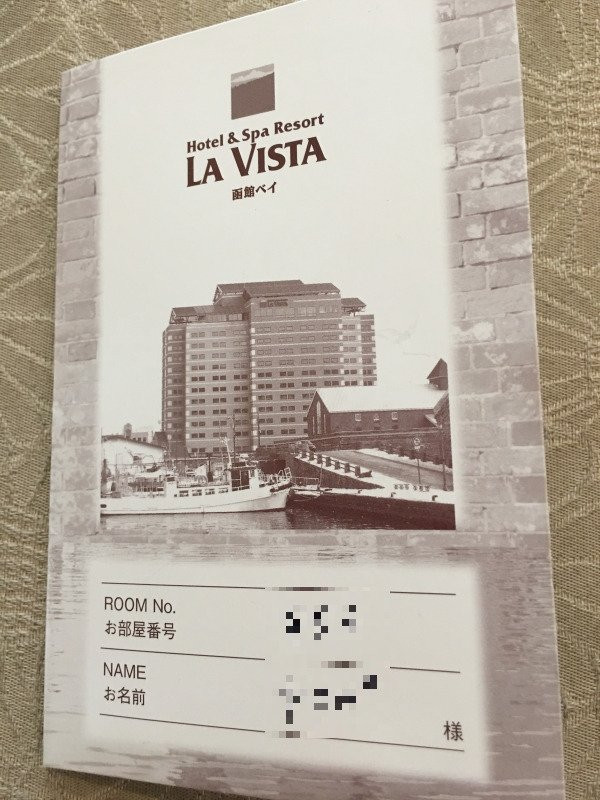 Hotel & Spa Resort
LA VISTA
函館ベイ
ROOM No.
お部屋番号
NAME
お名前
様